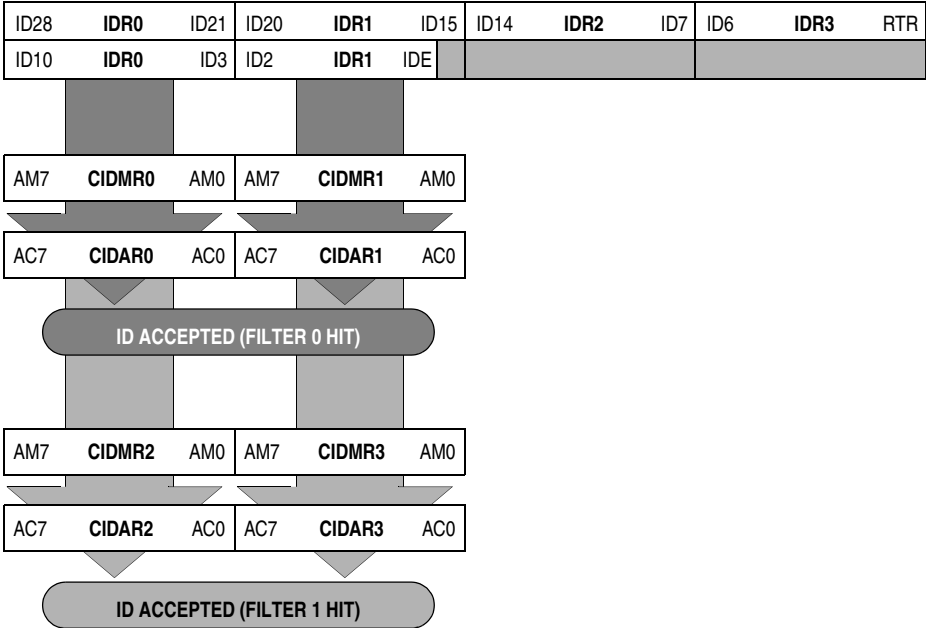 ID28 IDR0 ID21 ID20 IDR1 ID15 ID14 IDR2 ID7 ID6 IDR3 RTR
ID10 IDR0 ID3 ID2 IDR1 IDE
AM7 CIDMR0 AM0 AM7 CIDMR1 AM0
AC7 CIDAR0 AC0 AC7 CIDAR1 AC0
ID ACCEPTED (FILTER 0 HIT)
AM7 CIDMR2 AM0 AM7 CIDMR3 AM0
AC7 CIDAR2 AC0 AC7 CIDAR3 AC0
ID ACCEPTED (FILTER 1 HIT)